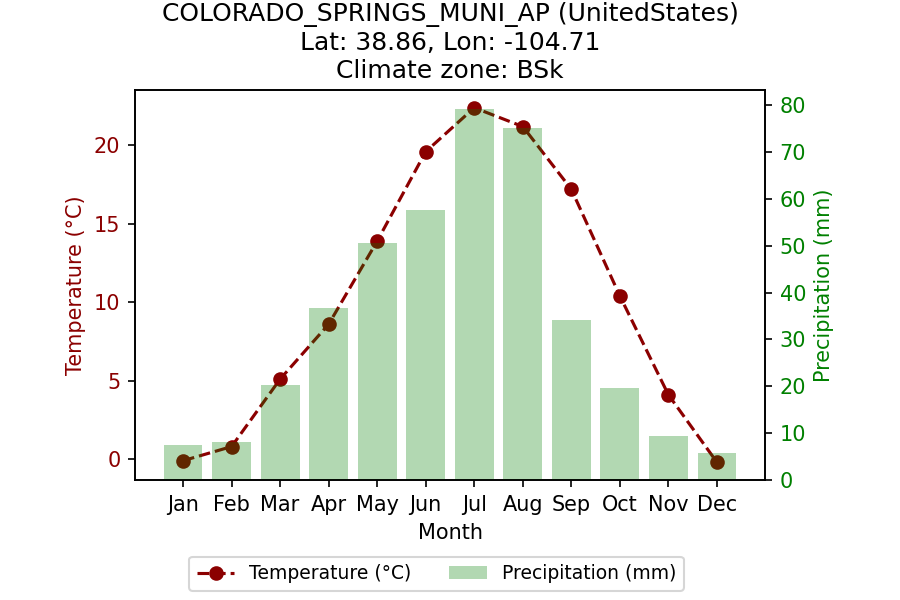 COLORADO_SPRINGS_MUNI_AP (UnitedStates)
Lat: 38.86, Lon: -104.71
Climate zone: BSk
Temperature (°C)
20
15
10
5
0
80
70
60
50
40
30
20
10
0
Precipitation (mm)
Jan Feb Mar Apr May Jun Jul Aug Sep Oct Nov Dec
Month
Temperature (°C) Precipitation (mm)